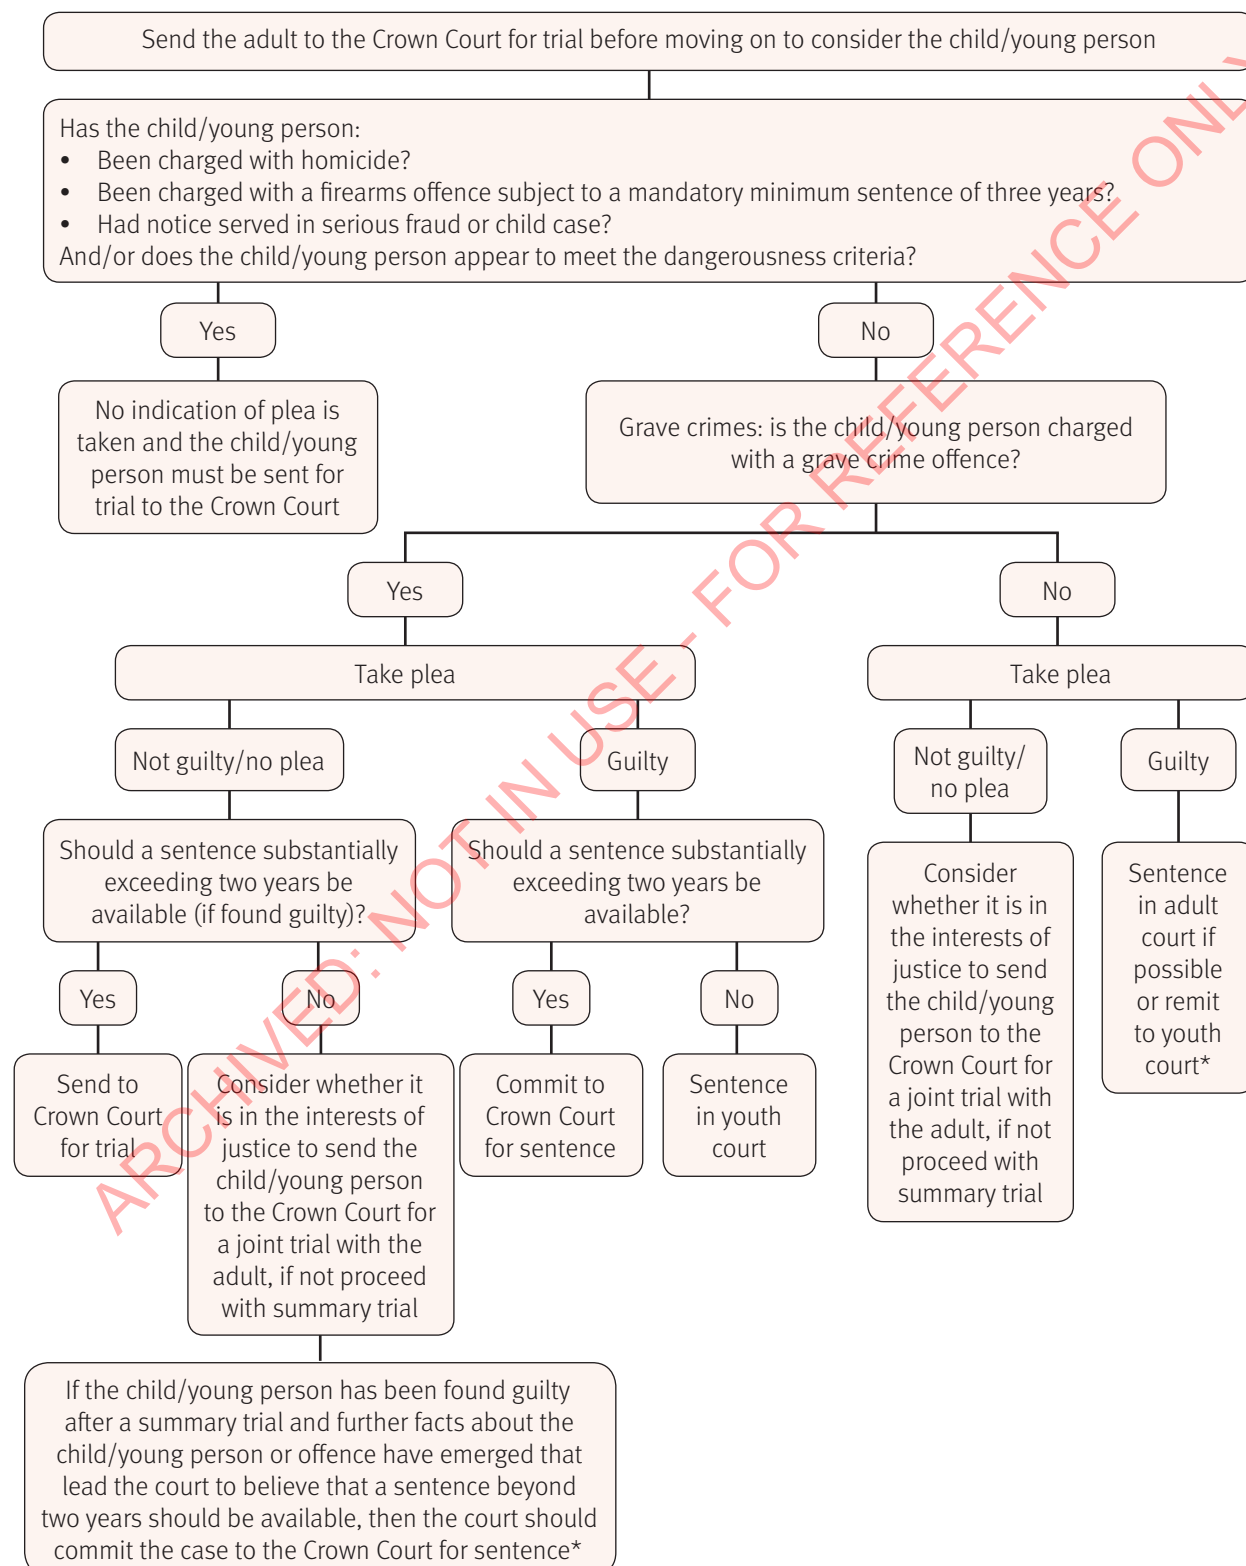 Send the adult to the Crown Court for trial before moving on to consider the child/young person
Has the child/young person:
• Been charged with homicide?
• Been charged with a firearms offence subject to a mandatory minimum sentence of three years?
• Had notice served in serious fraud or child case?
And/or does the child/young person appear to meet the dangerousness criteria?
Yes
No
No indication of plea is
taken and the child/young
person must be sent for
trial to the Crown Court
Grave crimes: is the child/young person charged
with a grave crime offence?
Yes
No
Take plea
Take plea
Not guilty/no plea
Guilty
Not guilty/
no plea
Guilty
Should a sentence substantially
exceeding two years be
available (if found guilty)?
Should a sentence substantially
exceeding two years be
available?
Consider
whether it is in
the interests of
justice to send
the child/young
person to the
Crown Court for
a joint trial with
the adult, if not
proceed with
summary trial
Sentence
in adult
court if
possible
or remit
to youth
court*
Yes
No
Yes
No
Send to
Crown Court
for trial
Consider whether it
is in the interests of
justice to send the
child/young person
to the Crown Court for
a joint trial with the
adult, if not proceed
with summary trial
Commit to
Crown Court
for sentence
Sentence
in youth
court
If the child/young person has been found guilty
after a summary trial and further facts about the
child/young person or offence have emerged that
lead the court to believe that a sentence beyond
two years should be available, then the court should
commit the case to the Crown Court for sentence*
ARCHIVED: NOT IN USE - FOR REFERENCE ONLY